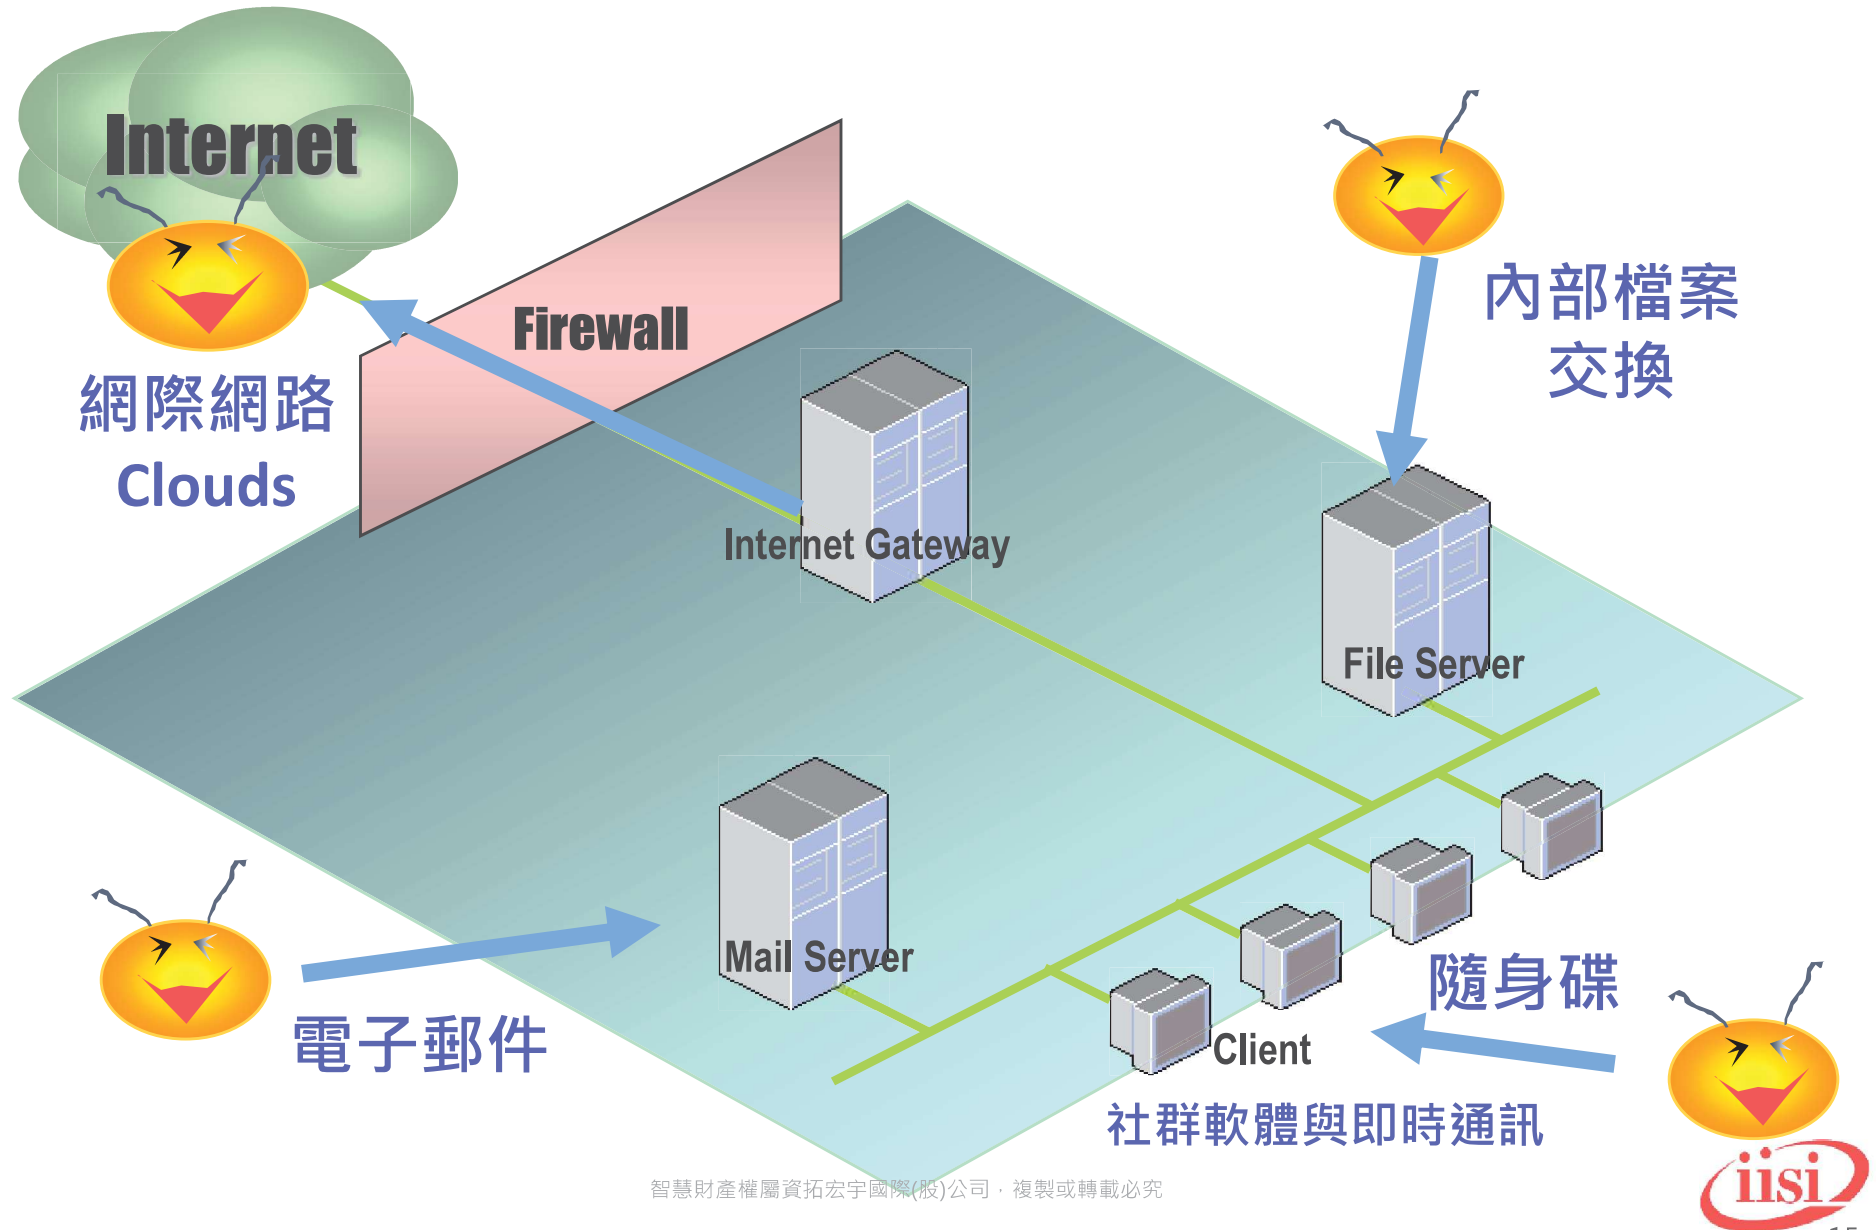 Internet
Firewall
網際網路
Clouds
內部檔案
交換
Internet Gateway
File Server
Mail Server
電子郵件
隨身碟
Client
社群軟體與即時通訊
智慧財產權屬資拓宏宇國際(股)公司，複製或轉載必究
iisi